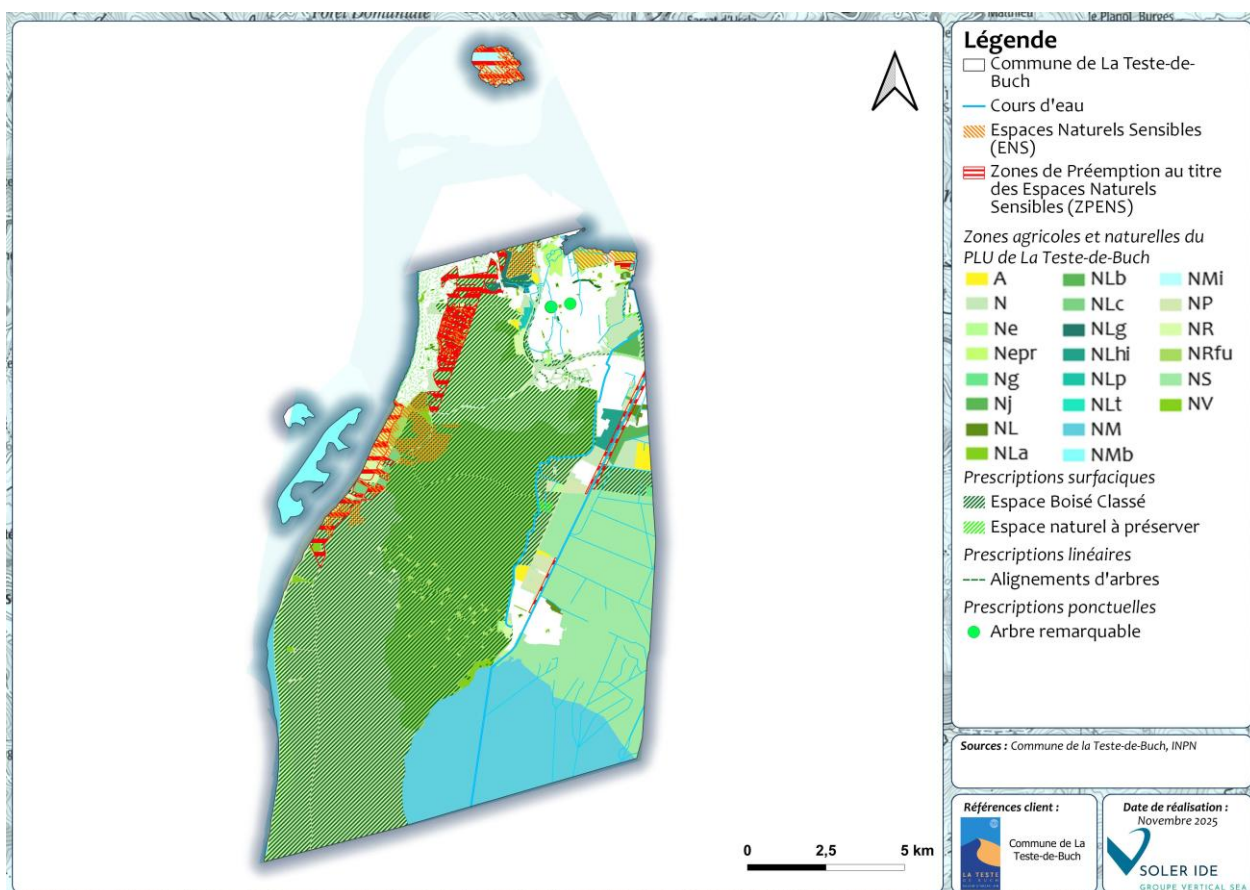 Forêt Domaniale
le Planol Burges
Légende
Commune de La Teste-de-
Buch
Cours d'eau
Espaces Naturels Sensibles
(ENS)
Zones de Préemption au titre
des Espaces Naturels
Sensibles (ZPENS)
Zones agricoles et naturelles du
PLU de La Teste-de-Buch
A NLb NMi
N NLc NP
Ne NLg NR
Nepr NLhi NRfu
Ng NLp NS
Nj NLt NV
NL NM
NLa NMb
Prescriptions surfaciques
Espace Boisé Classé
Espace naturel à préserver
Prescriptions linéaires
Alignements d'arbres
Prescriptions ponctuelles
Arbre remarquable
Sources : Commune de la Teste-de-Buch, INPN
Références client :
Commune de La
Teste-de-Buch
LA TESTE
DE BUCH
Date de réalisation :
Novembre 2025
SOLER IDE
GROUPE VERTICAL SEA
0 2,5 5 km